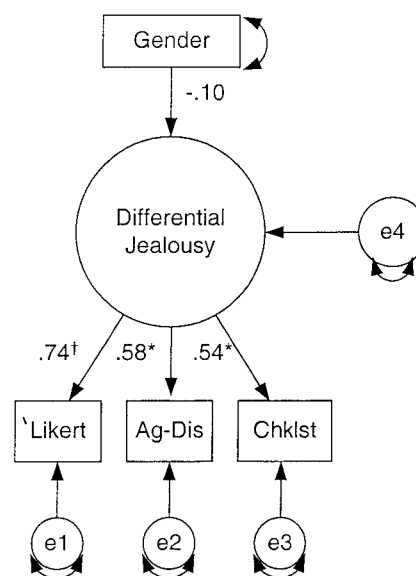 Gender
-.10
Differential
Jealousy
e4
.74† .58* .54*
`Likert Ag-Dis Chklst
e1 e2 e3